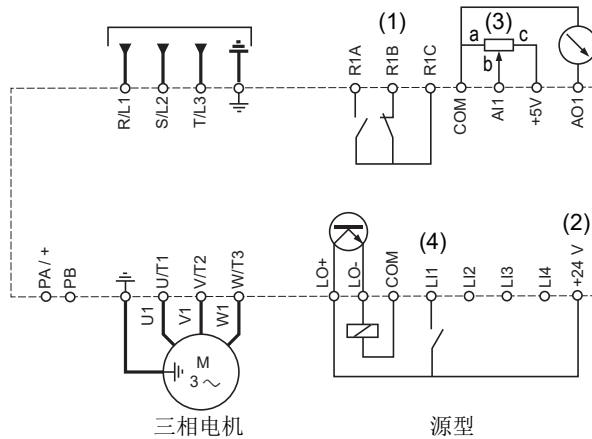 (1)
(3)
a
c
b
R/L1
S/L2
T/L3
R1A
R1B
R1C
COM
AI1
+5V
AO1
(4)
(2)
PA / +
PB
U/T1
V/T2
W/T3
LO+
LO-
COM
LI1
LI2
LI3
LI4
+24 V
U1
V1
W1
M
3 ~
三相电机
源型